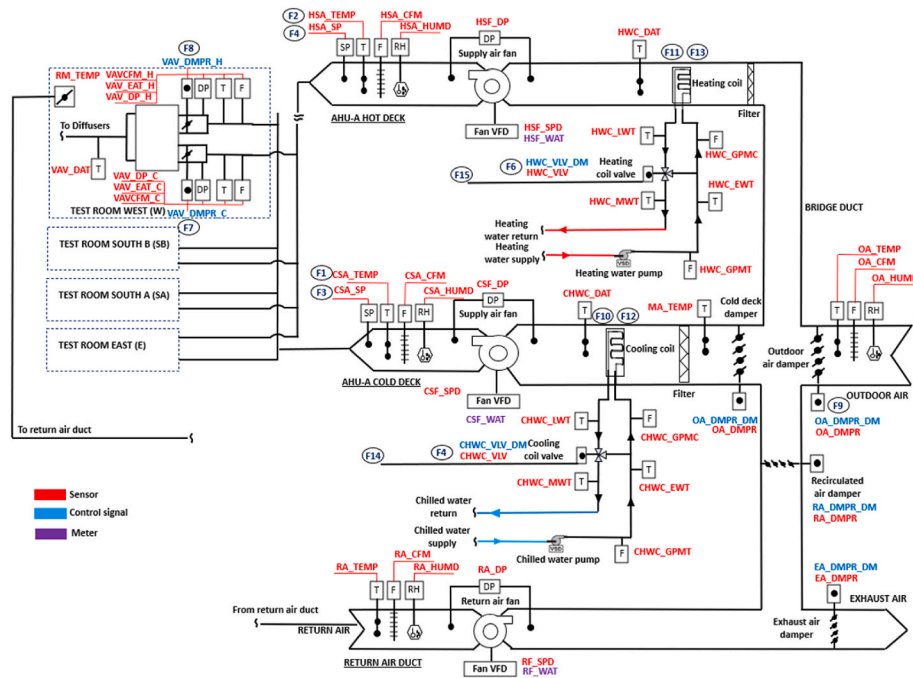 F2
HSA_TEMP
HSA_CFM
F4
HSA_SP
HSA_HUMD
HSF_DP
SP
T
F
RH
DP
Supply air fan
HWC_DAT
T
F11
F13
Heating coil
Filter
AHU-A HOT DECK
Fan VFD
HSF_SPD
HSF_WAT
F8
VAV_DMPR_H
RM_TEMP
VAVCFM_H
VAV_EAT_H
VAV_DP_H
DP
T
F
To Diffusers
VAV_DAT
T
VAV_DP_C
VAV_EAT_C
VAVCFM_C
DP
T
F
VAV_DMPR_C
TEST ROOM WEST (W)
F7
TEST ROOM SOUTH B (SB)
TEST ROOM SOUTH A (SA)
TEST ROOM EAST (E)
HWC_LWT
T
F
HWC_GPMC
F15
F6
HWC_VLV_DM
HWC_VLV
Heating
coil valve
HWC_EWT
T
HWC_MWT
T
Heating
water return
Heating
water supply
VSD
Heating water pump
F
HWC_GPMT
BRIDGE DUCT
OA_TEMP
OA_CFM
OA_HUM
T
F
RH
F1
CSA_TEMP
CSA_CFM
F3
CSA_SP
CSA_HUMD
CSF_DP
SP
T
F
RH
DP
Supply air fan
CHWC_DAT
T
F10
F12
Cooling coil
MA_TEMP
T
Cold deck
damper
Outdoor
air damper
AHU-A COLD DECK
Fan VFD
CSF_SPD
CSF_WAT
Filter
OA_DMPR_DM
OA_DMPR
OUTDOOR AIR
F9
OA_DMPR_DM
OA_DMPR
CHWC_LWT
T
F
CHWC_GPMC
F14
F4
CHWC_VLV_DM
CHWC_VLV
Cooling
coil valve
CHWC_MWT
T
T
CHWC_EWT
Chilled water
return
Chilled water
supply
VSD
Chilled water pump
F
CHWC_GPMT
Recirculated
air damper
RA_DMPR_DM
RA_DMPR
To return air duct
Sensor
Control signal
Meter
RA_TEMP
RA_CFM
RA_HUMD
RA_DP
T
F
RH
DP
Return air fan
EA_DMPR_DM
EA_DMPR
EXHAUST AIR
Exhaust air
damper
From return air duct
RETURN AIR
RETURN AIR DUCT
Fan VFD
RF_SPD
RF_WAT